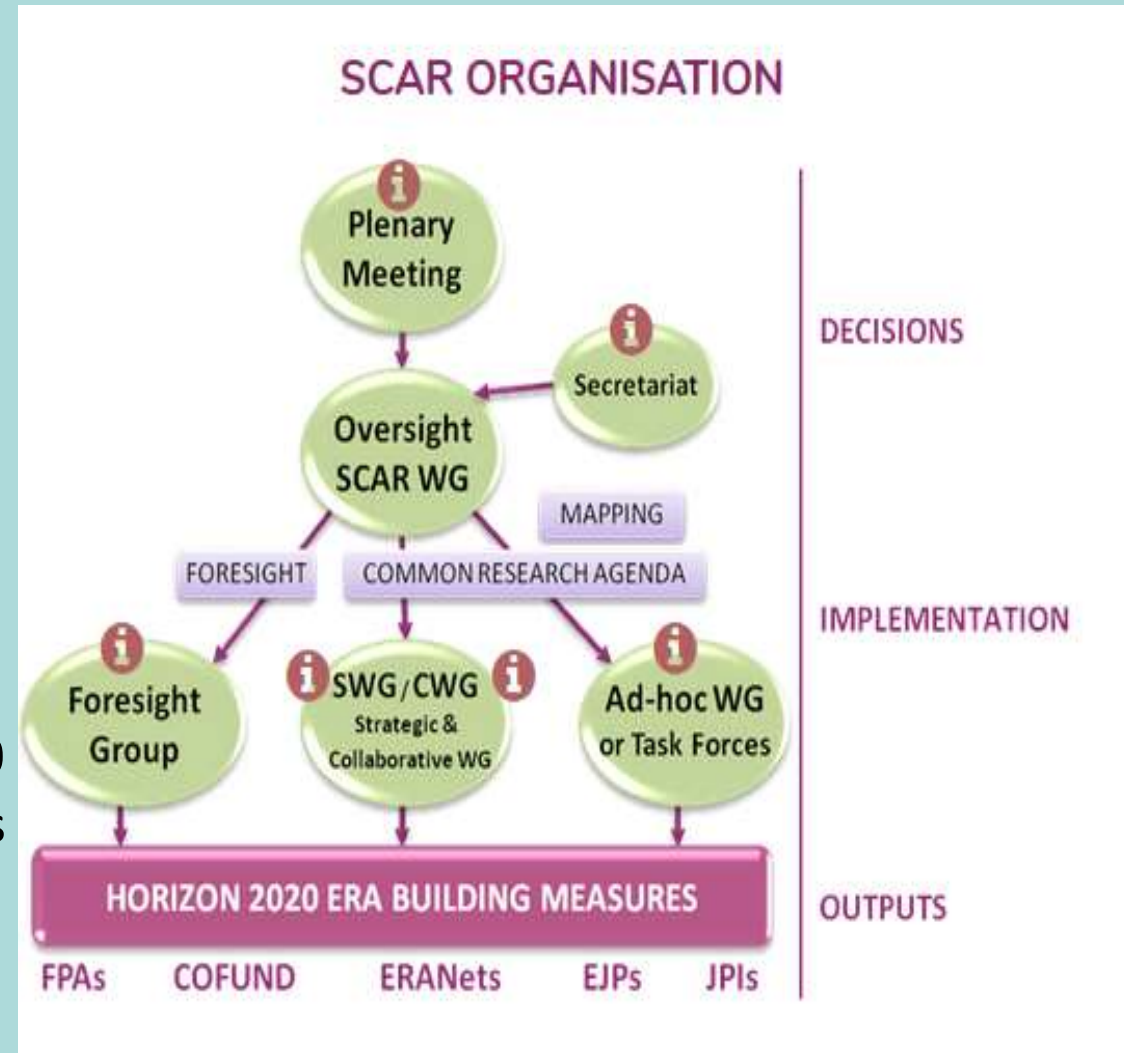 SCAR ORGANISATION
i
Plenary
Meeting
DECISIONS
i
Secretariat
Oversight
SCAR WG
MAPPING
FORESIGHT
COMMON RESEARCH AGENDA
IMPLEMENTATION
i
Foresight
Group
i
SWG / CWG
i
Strategic &
Collaborative WG
i
Ad-hoc WG
or Task Forces
)
s
HORIZON 2020 ERA BUILDING MEASURES
OUTPUTS
FPAs COFUND ERANets EJPs JPIs